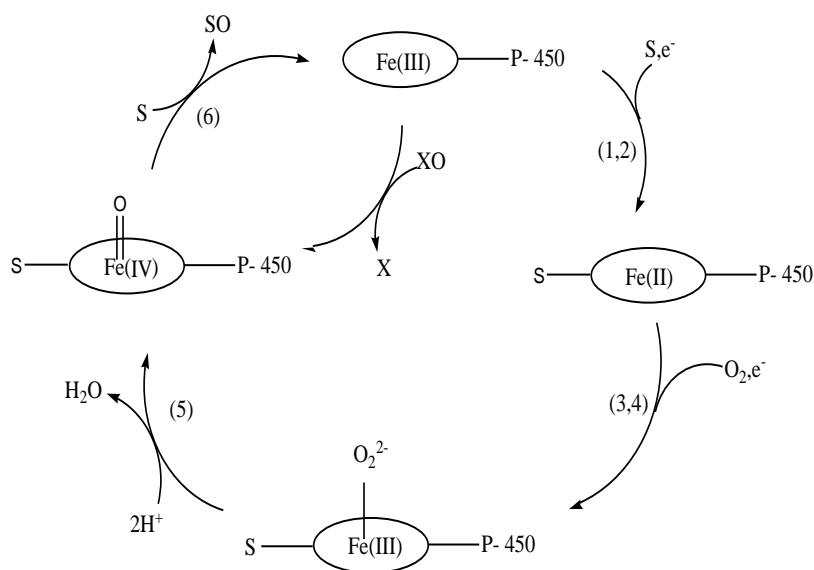 SO
Fe(III) P- 450
S,e⁻
S
(6)
(1,2)
XO
O
X
S Fe(IV) P- 450
S Fe(II) P- 450
H₂O
(5)
O₂,e⁻
(3,4)
O₂²⁻
2H⁺
S Fe(III) P- 450